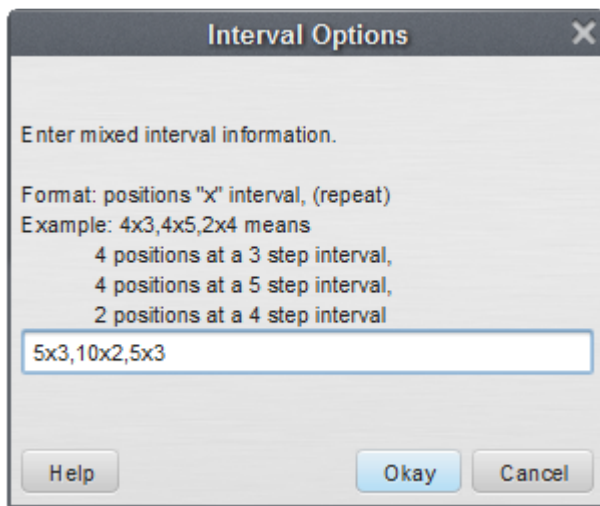 Interval Options
Enter mixed interval information.
Format: positions "x" interval, (repeat)
Example: 4x3,4x5,2x4 means
4 positions at a 3 step interval,
4 positions at a 5 step interval,
2 positions at a 4 step interval
5x3,10x2,5x3
Help Okay Cancel